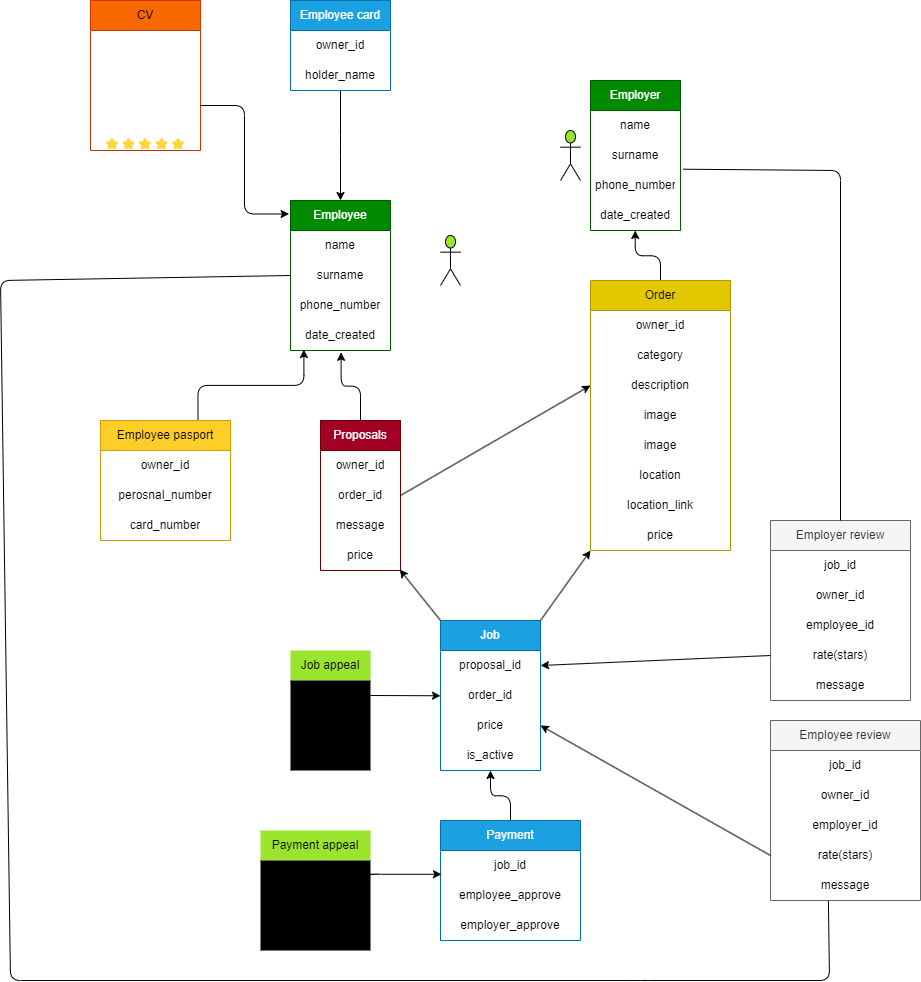 CV
Employee card
owner_id
holder_name
Employer
name
surname
phone_number
date_created
Employee
name
surname
phone_number
date_created
Order
owner_id
category
description
image
image
location
location_link
price
Employee pasport
owner_id
perosnal_number
card_number
Proposals
owner_id
order_id
message
price
Employer review
job_id
owner_id
employee_id
rate(stars)
message
Job
proposal_id
order_id
price
is_active
Job appeal
Employee review
job_id
owner_id
employer_id
rate(stars)
message
Payment
job_id
employee_approve
employer_approve
Payment appeal